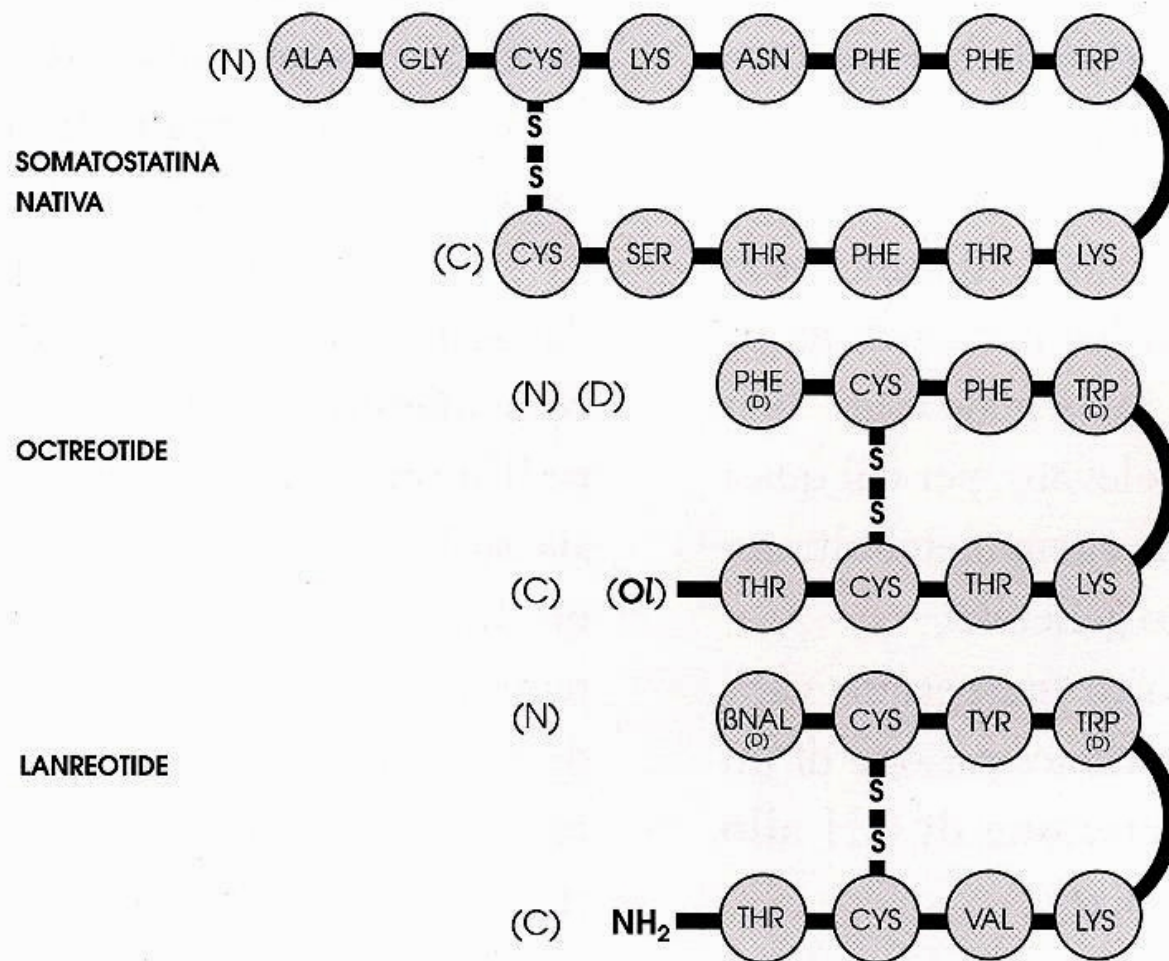 (N) ALA GLY CYS LYS ASN PHE PHE TRP
S
SOMATOSTATINA
S
NATIVA
(C) CYS SER THR PHE THR LYS
(N) (D) PHE (D) CYS PHE TRP (D)
OCTREOTIDE
S
S
(C) (Ol) THR CYS THR LYS
(N) βNAL (D) CYS TYR TRP (D)
LANREOTIDE
S
S
(C) NH₂ THR CYS VAL LYS